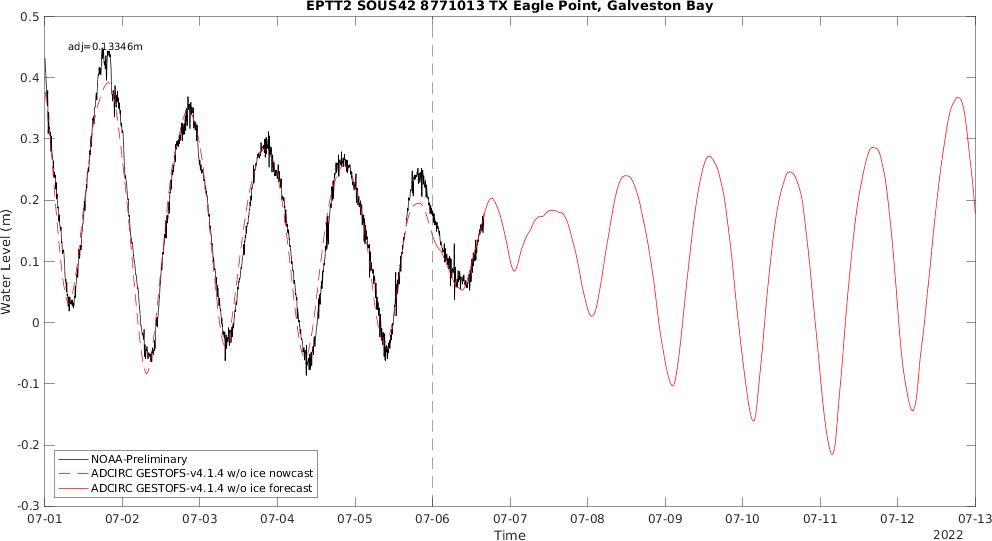 EPTT2 SOUS42 8771013 TX Eagle Point, Galveston Bay
adj=0.13346m
Water Level (m)
0.5
0.4
0.3
0.2
0.1
0
-0.1
-0.2
-0.3
NOAA-Preliminary
ADCIRC GESTOFS-v4.1.4 w/o ice nowcast
ADCIRC GESTOFS-v4.1.4 w/o ice forecast
07-01 07-02 07-03 07-04 07-05 07-06 07-07 07-08 07-09 07-10 07-11 07-12 07-13
Time
2022